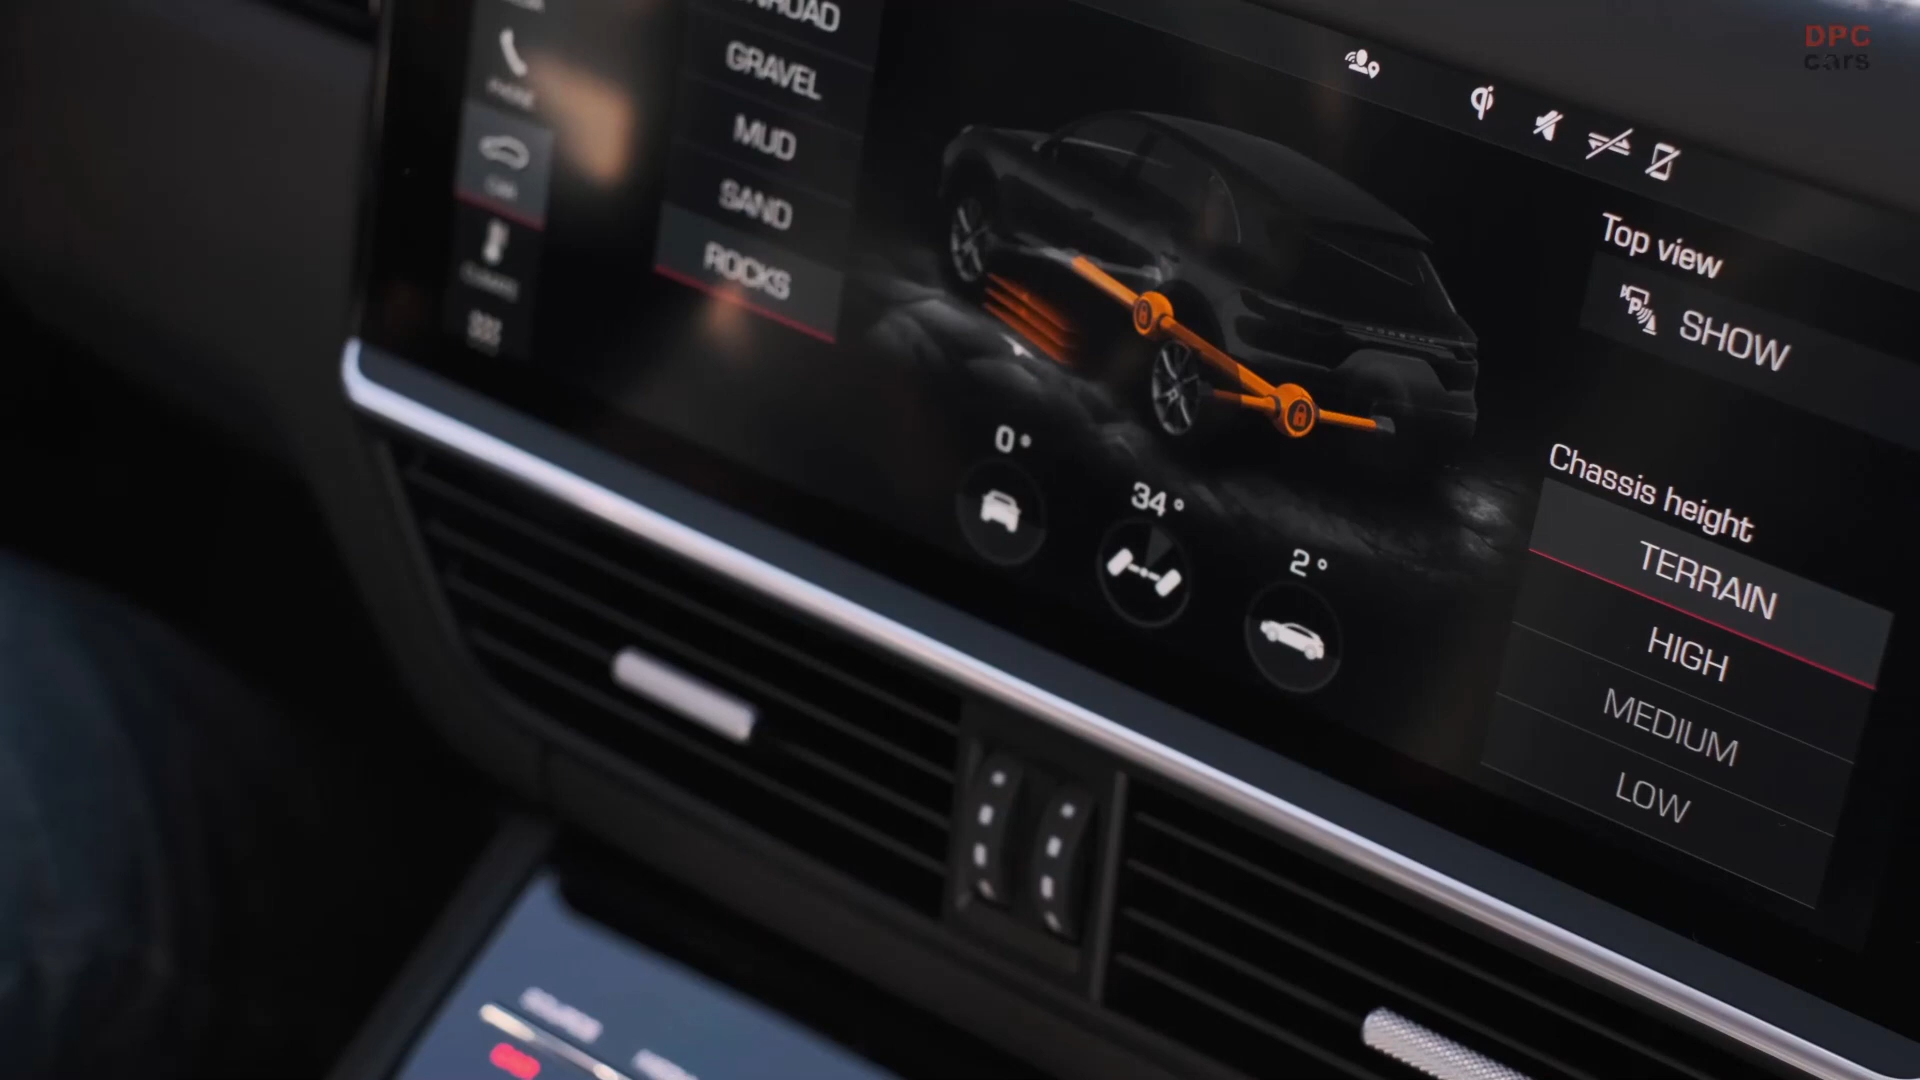 GRAVEL
MUD
SAND
ROCKS
DPC
cars
Top view
SHOW
0°
34°
2°
Chassis height
TERRAIN
HIGH
MEDIUM
LOW